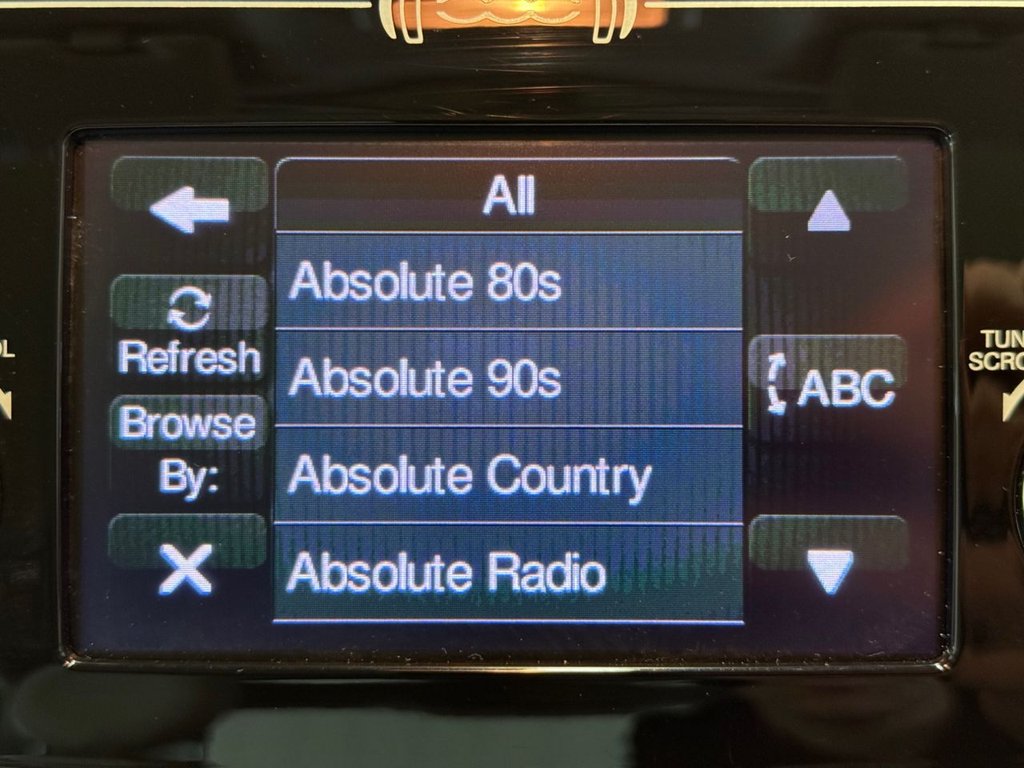 All
Absolute 80s
Refresh
Absolute 90s
ABC
Browse
By:
Absolute Country
Absolute Radio